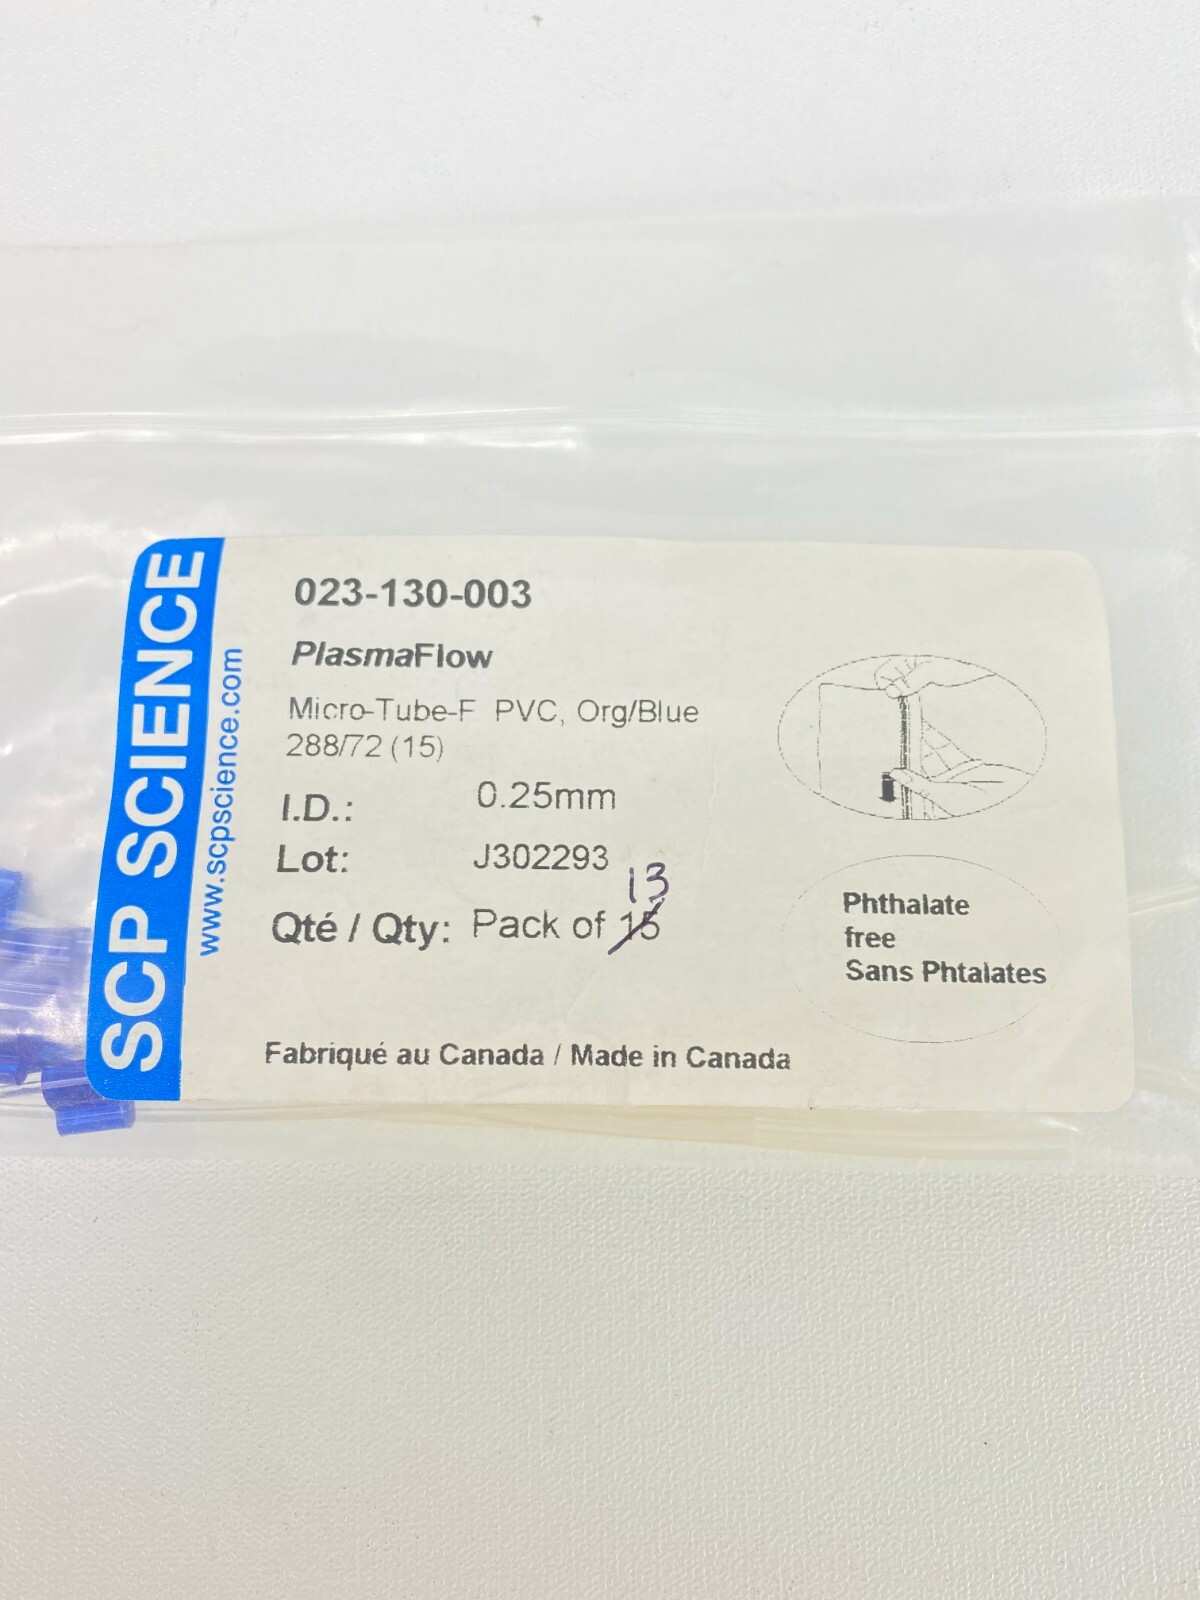 SCP SCIENCE
www.scpscience.com
023-130-003
PlasmaFlow
Micro-Tube-F PVC, Org/Blue
288/72 (15)
I.D.: 0.25mm
Lot: J302293
13
Qté / Qty: Pack of 15
Phthalate
free
Sans Phtalates
Fabriqué au Canada / Made in Canada